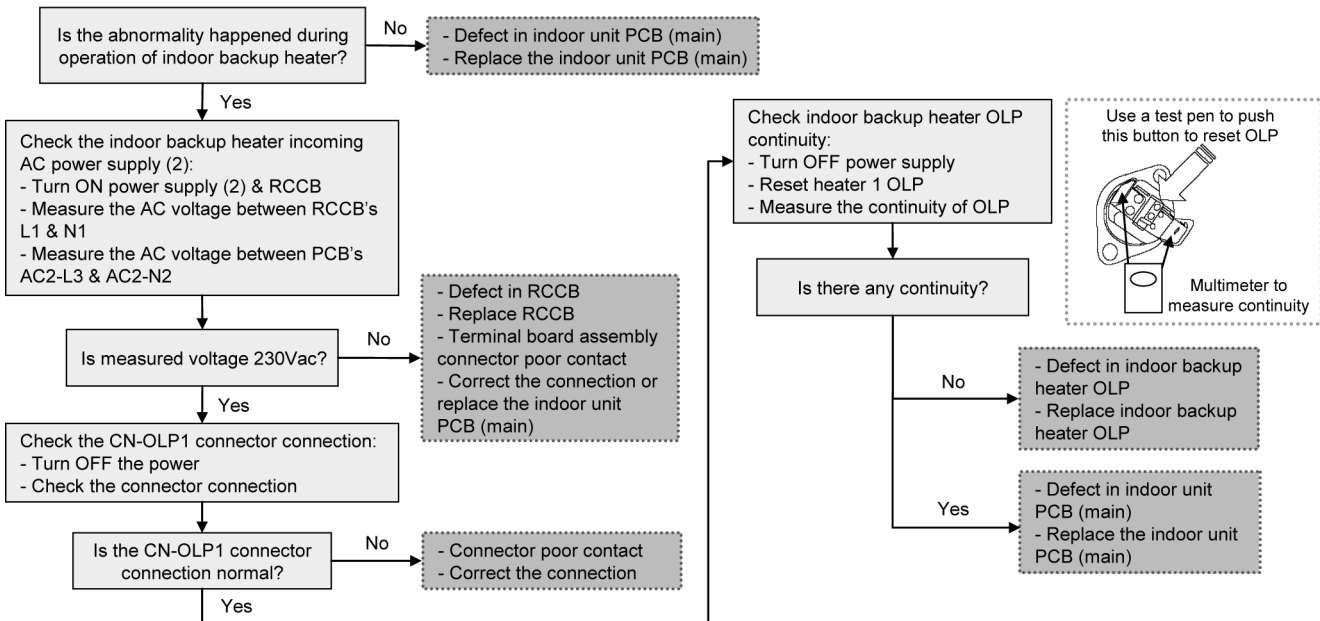 Is the abnormality happened during
operation of indoor backup heater?
No
- Defect in indoor unit PCB (main)
- Replace the indoor unit PCB (main)
Yes
Check the indoor backup heater incoming
AC power supply (2):
- Turn ON power supply (2) & RCCB
- Measure the AC voltage between RCCB's
L1 & N1
- Measure the AC voltage between PCB's
AC2-L3 & AC2-N2
Is measured voltage 230Vac?
No
- Defect in RCCB
- Replace RCCB
- Terminal board assembly
connector poor contact
- Correct the connection or
replace the indoor unit
PCB (main)
Yes
Check the CN-OLP1 connector connection:
- Turn OFF the power
- Check the connector connection
Is the CN-OLP1 connector
connection normal?
No
- Connector poor contact
- Correct the connection
Yes
Check indoor backup heater OLP
continuity:
- Turn OFF power supply
- Reset heater 1 OLP
- Measure the continuity of OLP
Is there any continuity?
No
- Defect in indoor backup
heater OLP
- Replace indoor backup
heater OLP
Yes
- Defect in indoor unit
PCB (main)
- Replace the indoor unit
PCB (main)
Use a test pen to push
this button to reset OLP
Multimeter to
measure continuity